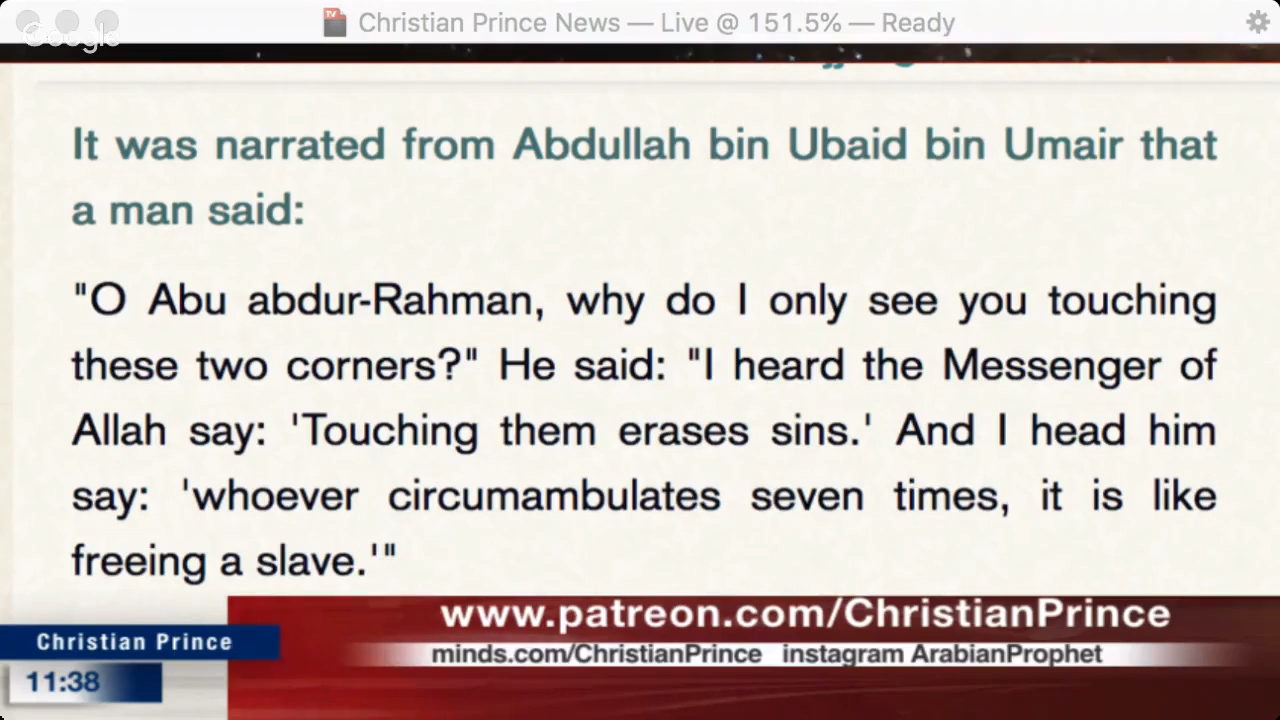 TV
Christian Prince News — Live @ 151.5% — Ready
Google
It was narrated from Abdullah bin Ubaid bin Umair that
a man said:
"O Abu abdur-Rahman, why do I only see you touching
these two corners?" He said: "I heard the Messenger of
Allah say: 'Touching them erases sins.' And I head him
say: 'whoever circumambulates seven times, it is like
freeing a slave.'"
www.patreon.com/ChristianPrince
Christian Prince
minds.com/ChristianPrince instagram ArabianProphet
11:38